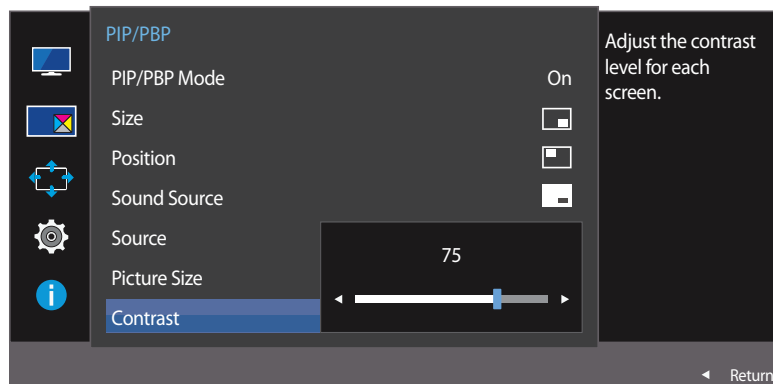 PIP/PBP
PIP/PBP Mode On
Size
Position
Sound Source
Source
Picture Size
Contrast
75
Adjust the contrast
level for each
screen.
Return